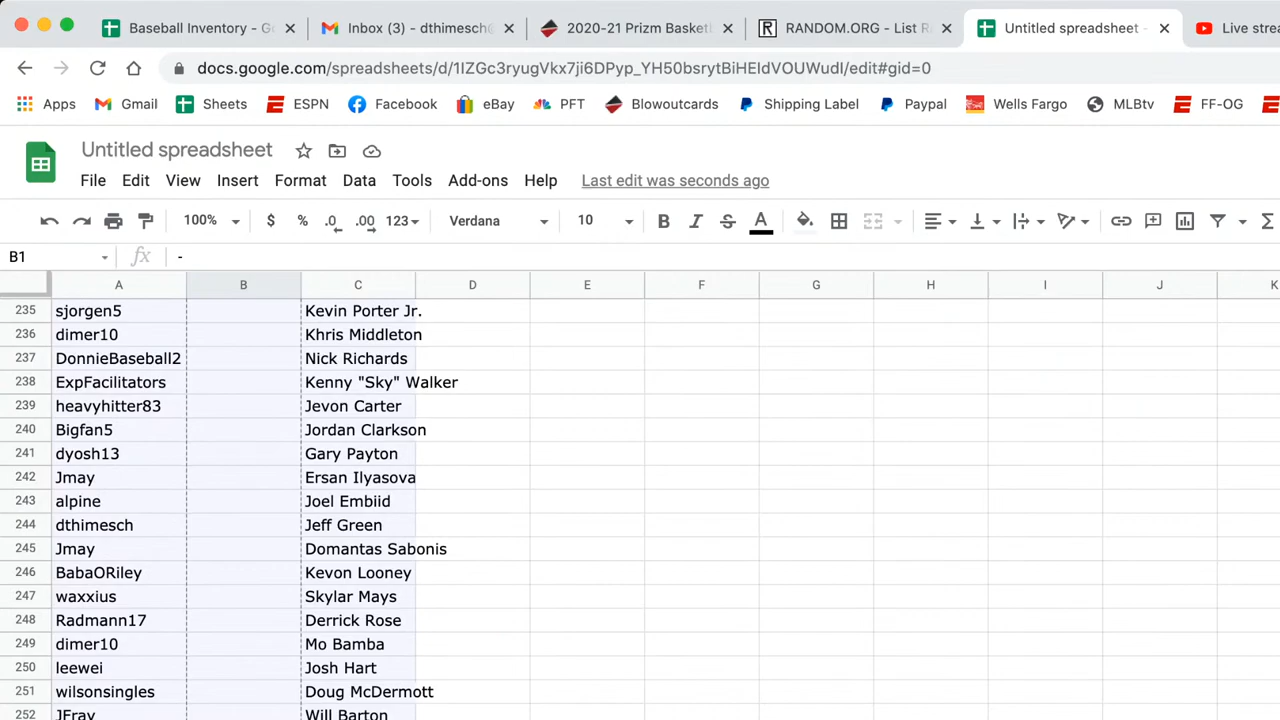 Baseball Inventory - Go
Inbox (3) - dthimesch@
2020-21 Prizm Basketb
RANDOM.ORG - List Ra
Untitled spreadsheet -
Live strea
docs.google.com/spreadsheets/d/1IZGc3ryugVkx7ji6DPyp_YH50bsrytBiHEIdVOUWudI/edit#gid=0
Apps
Gmail
Sheets
ESPN
Facebook
eBay
PFT
Blowoutcards
Shipping Label
Paypal
Wells Fargo
MLBtv
FF-OG
Untitled spreadsheet
File Edit View Insert Format Data Tools Add-ons Help Last edit was seconds ago
100% $ % .0 .00 123 Verdana 10 B I S A Σ
B1 fx -
A B C D E F G H I J K
235 sjorgen5 Kevin Porter Jr.
236 dimer10 Khris Middleton
237 DonnieBaseball2 Nick Richards
238 ExpFacilitators Kenny "Sky" Walker
239 heavyhitter83 Jevon Carter
240 Bigfan5 Jordan Clarkson
241 dyosh13 Gary Payton
242 Jmay Ersan Ilyasova
243 alpine Joel Embiid
244 dthimesch Jeff Green
245 Jmay Domantas Sabonis
246 BabaORiley Kevon Looney
247 waxxius Skylar Mays
248 Radmann17 Derrick Rose
249 dimer10 Mo Bamba
250 leewei Josh Hart
251 wilsonsingles Doug McDermott
252 JFray Will Barton